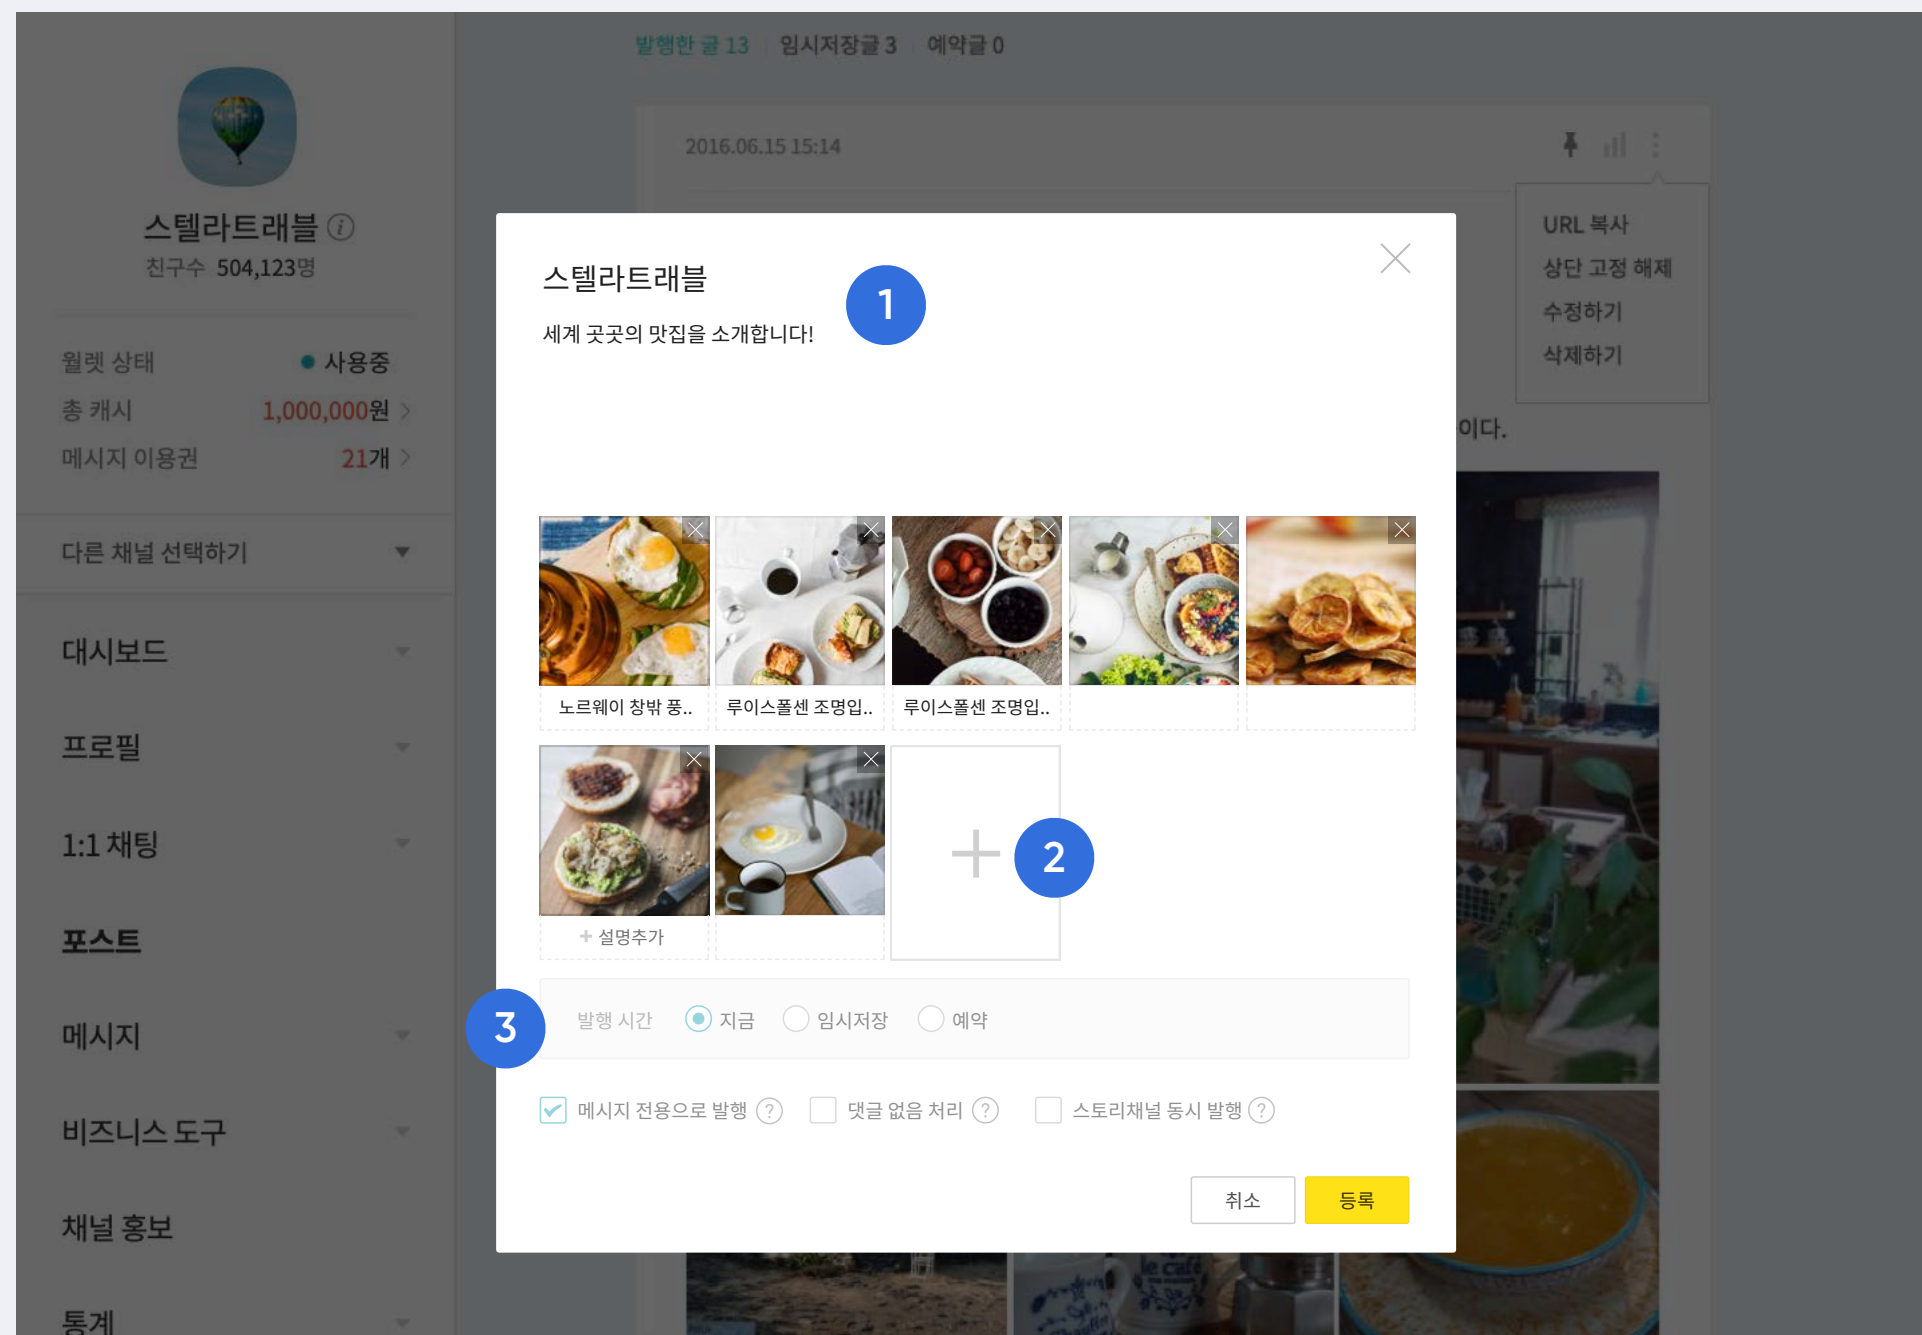 발행한 글 13 임시저장글 3 예약글 0
스텔라트래블
친구수 504,123명
월렛 상태 사용중
총 캐시 1,000,000원
메시지 이용권 21개
다른 채널 선택하기
대시보드
프로필
1:1 채팅
포스트
메시지
비즈니스 도구
채널 홍보
통계
2016.06.15 15:14
URL 복사
상단 고정 해제
수정하기
삭제하기
이다.
스텔라트래블
1
세계 곳곳의 맛집을 소개합니다!
노르웨이 창밖 풍.. 루이스폴센 조명입.. 루이스폴센 조명입..
2
+ 설명추가
3
발행 시간 지금 임시저장 예약
메시지 전용으로 발행 ? 댓글 없음 처리 ? 스토리채널 동시 발행 ?
취소 등록
le café